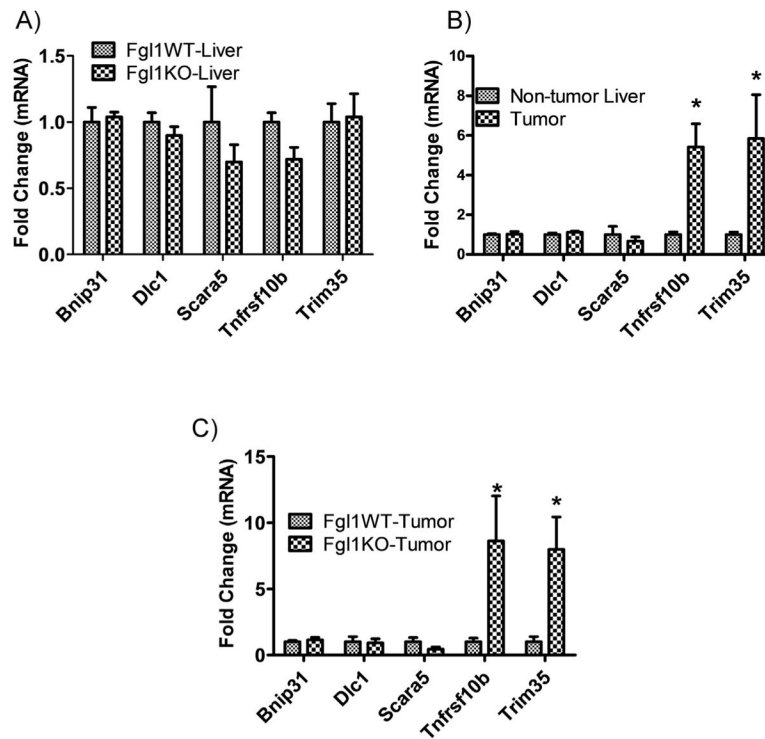 A)
Fgl1WT-Liver
Fgl1KO-Liver
Fold Change (mRNA)
1.5
1.0
0.5
0.0
Bnip31
Dlc1
Scara5
Tnfrsf10b
Trim35
B)
Non-tumor Liver
Tumor
Fold Change (mRNA)
10
8
6
4
2
0
*
*
Bnip31
Dlc1
Scara5
Tnfrsf10b
Trim35
C)
Fgl1WT-Tumor
Fgl1KO-Tumor
Fold Change (mRNA)
15
10
5
0
*
*
Bnip31
Dlc1
Scara5
Tnfrsf10b
Trim35